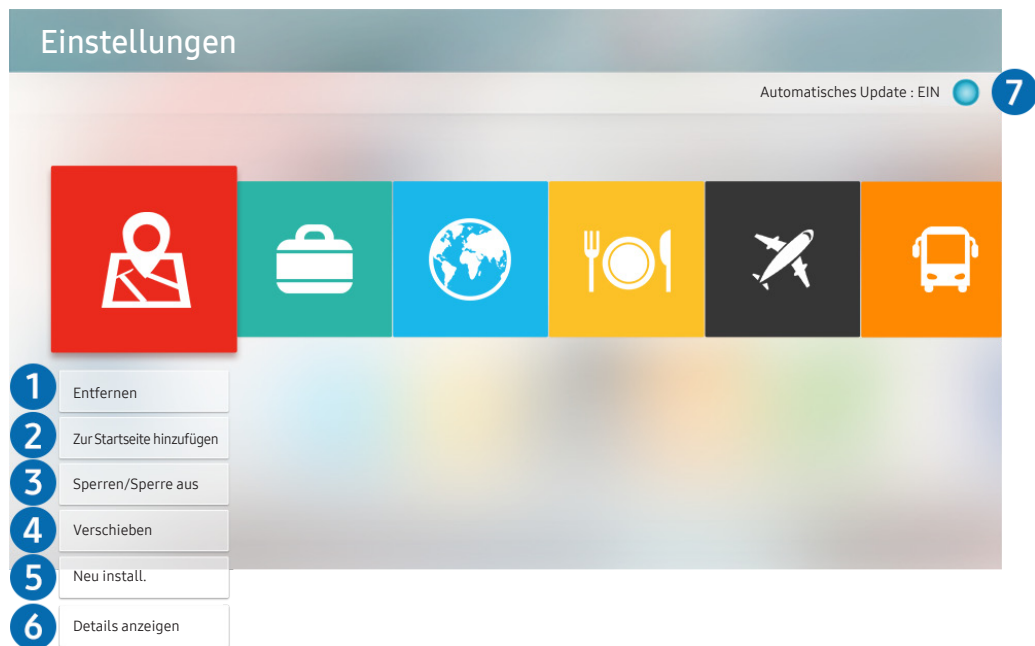 Einstellungen
Automatisches Update : EIN
7
1 Entfernen
2 Zur Startseite hinzufügen
3 Sperren/Sperre aus
4 Verschieben
5 Neu install.
6 Details anzeigen